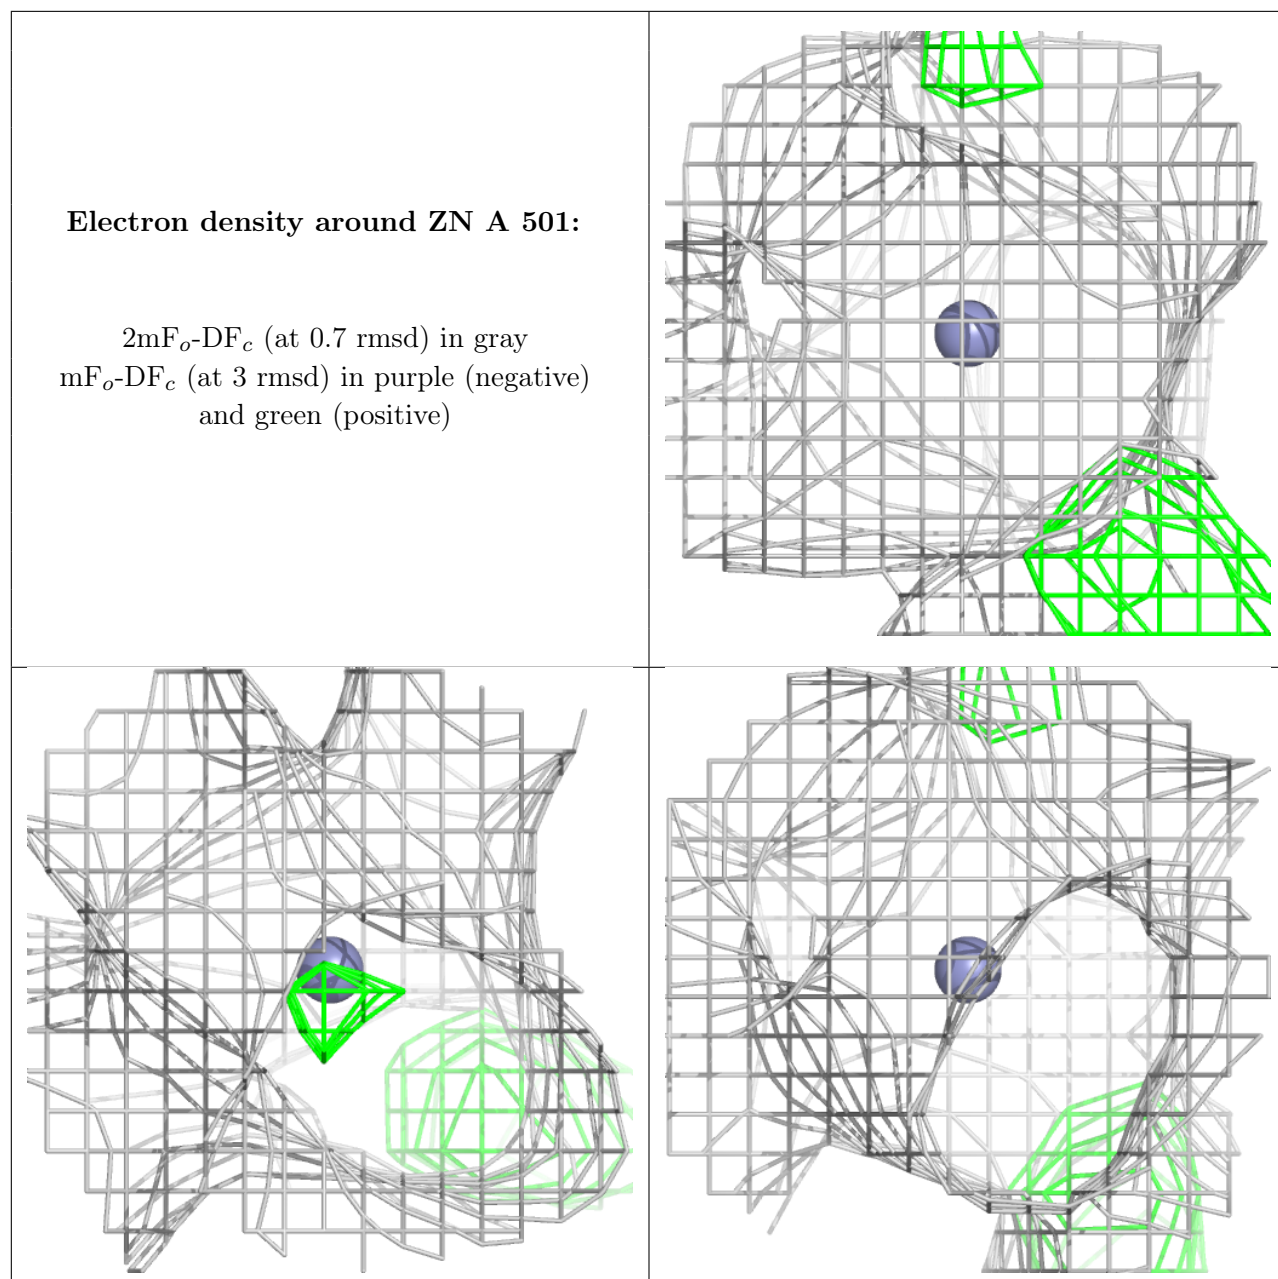 Electron density around ZN A 501:
2mFo-DFc (at 0.7 rmsd) in gray
mFo-DFc (at 3 rmsd) in purple (negative)
and green (positive)